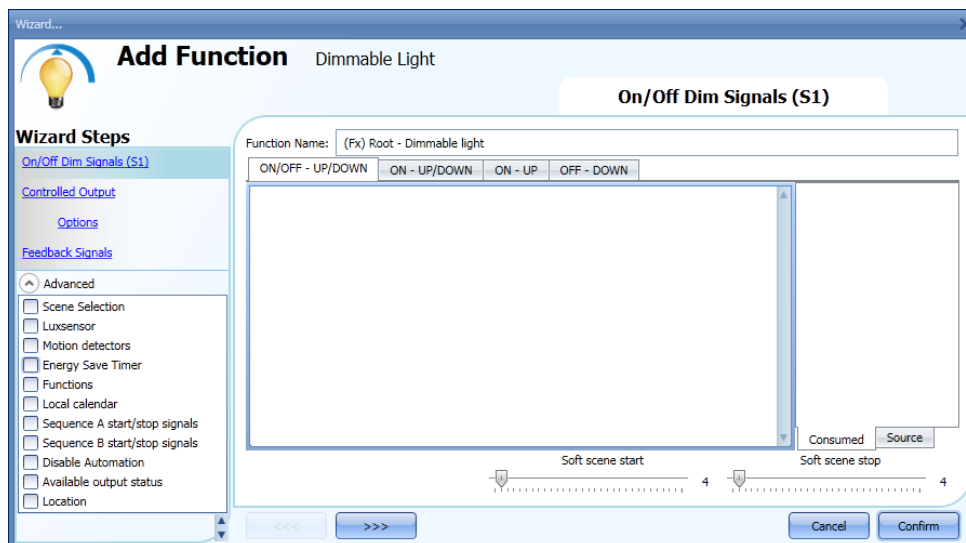 Wizard...
Add Function Dimmable Light
On/Off Dim Signals (S1)
Wizard Steps
On/Off Dim Signals (S1)
Controlled Output
Options
Feedback Signals
Advanced
Scene Selection
Luxsensor
Motion detectors
Energy Save Timer
Functions
Local calendar
Sequence A start/stop signals
Sequence B start/stop signals
Disable Automation
Available output status
Location
Function Name: (Fx) Root - Dimmable light
ON/OFF - UP/DOWN ON - UP/DOWN ON - UP OFF - DOWN
Consumed Source
Soft scene start Soft scene stop
4 4
<<< >>> Cancel Confirm